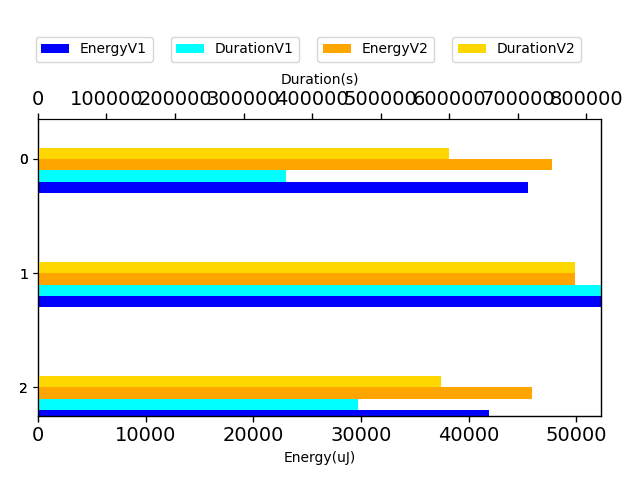 EnergyV1 DurationV1 EnergyV2 DurationV2
Duration(s)
0 100000 200000 300000 400000 500000 600000 700000 800000
0
1
2
0 10000 20000 30000 40000 50000
Energy(uJ)